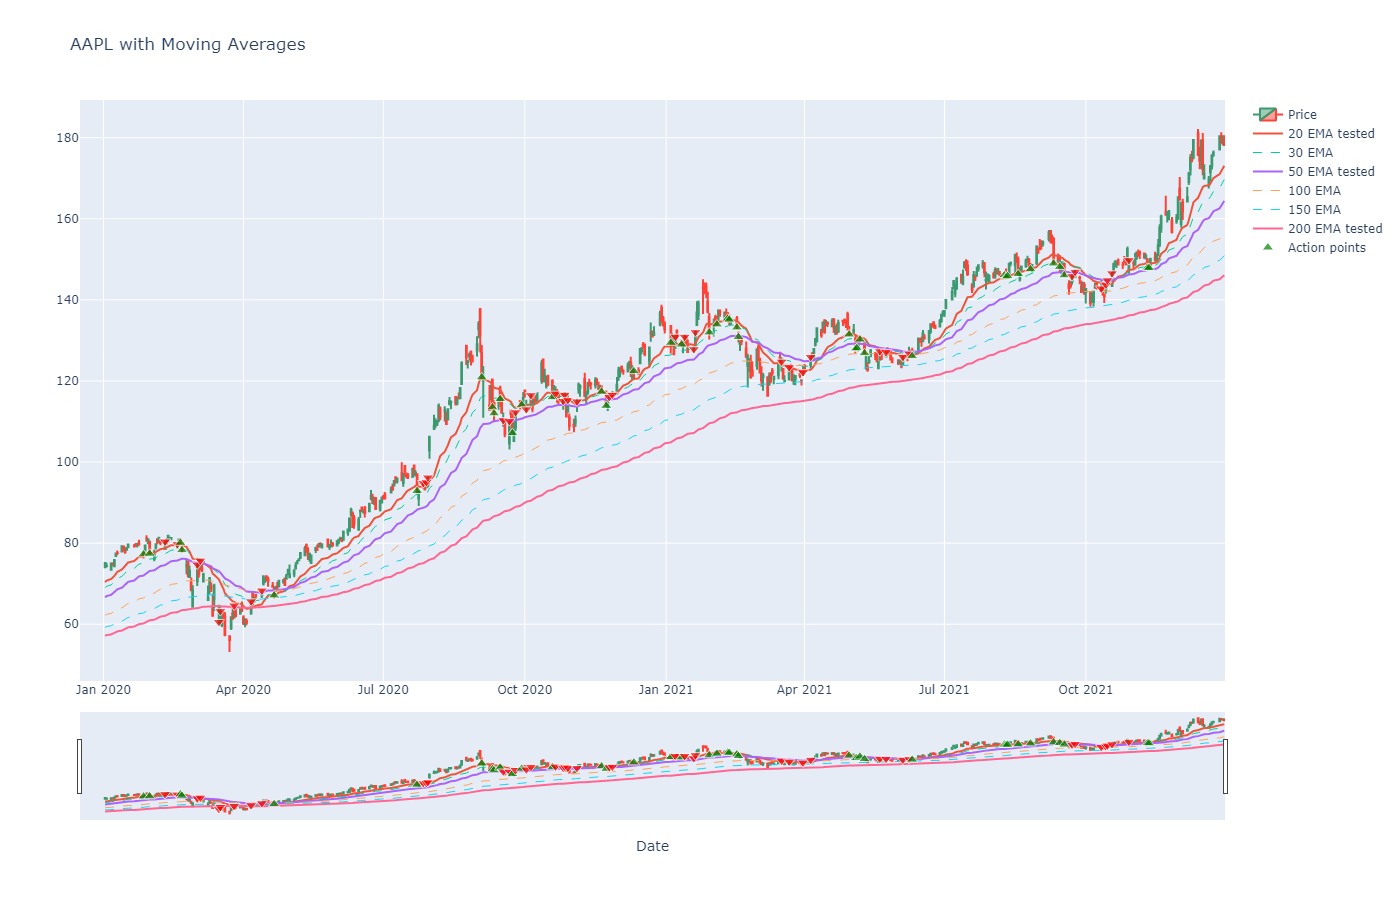 AAPL with Moving Averages
180
160
140
120
100
80
60
Jan 2020 Apr 2020 Jul 2020 Oct 2020 Jan 2021 Apr 2021 Jul 2021 Oct 2021
Date
Price
20 EMA tested
30 EMA
50 EMA tested
100 EMA
150 EMA
200 EMA tested
Action points